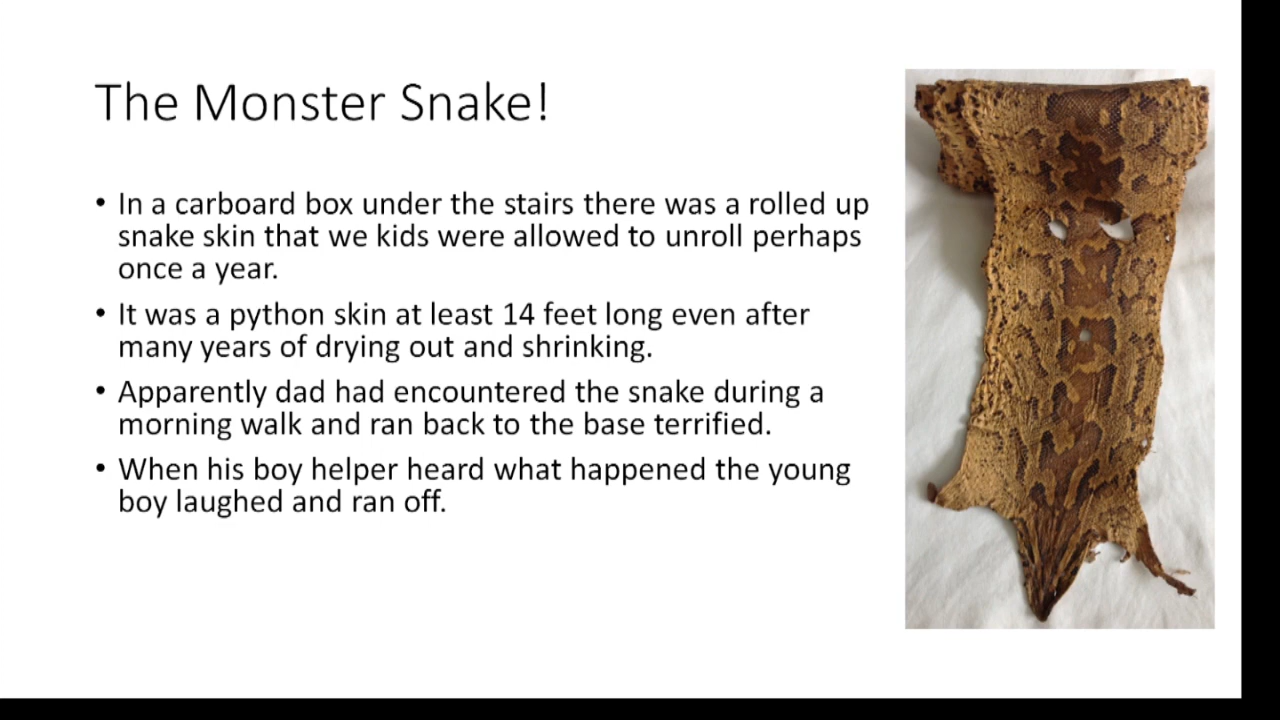 The Monster Snake!
• In a carboard box under the stairs there was a rolled up
snake skin that we kids were allowed to unroll perhaps
once a year.
• It was a python skin at least 14 feet long even after
many years of drying out and shrinking.
• Apparently dad had encountered the snake during a
morning walk and ran back to the base terrified.
• When his boy helper heard what happened the young
boy laughed and ran off.